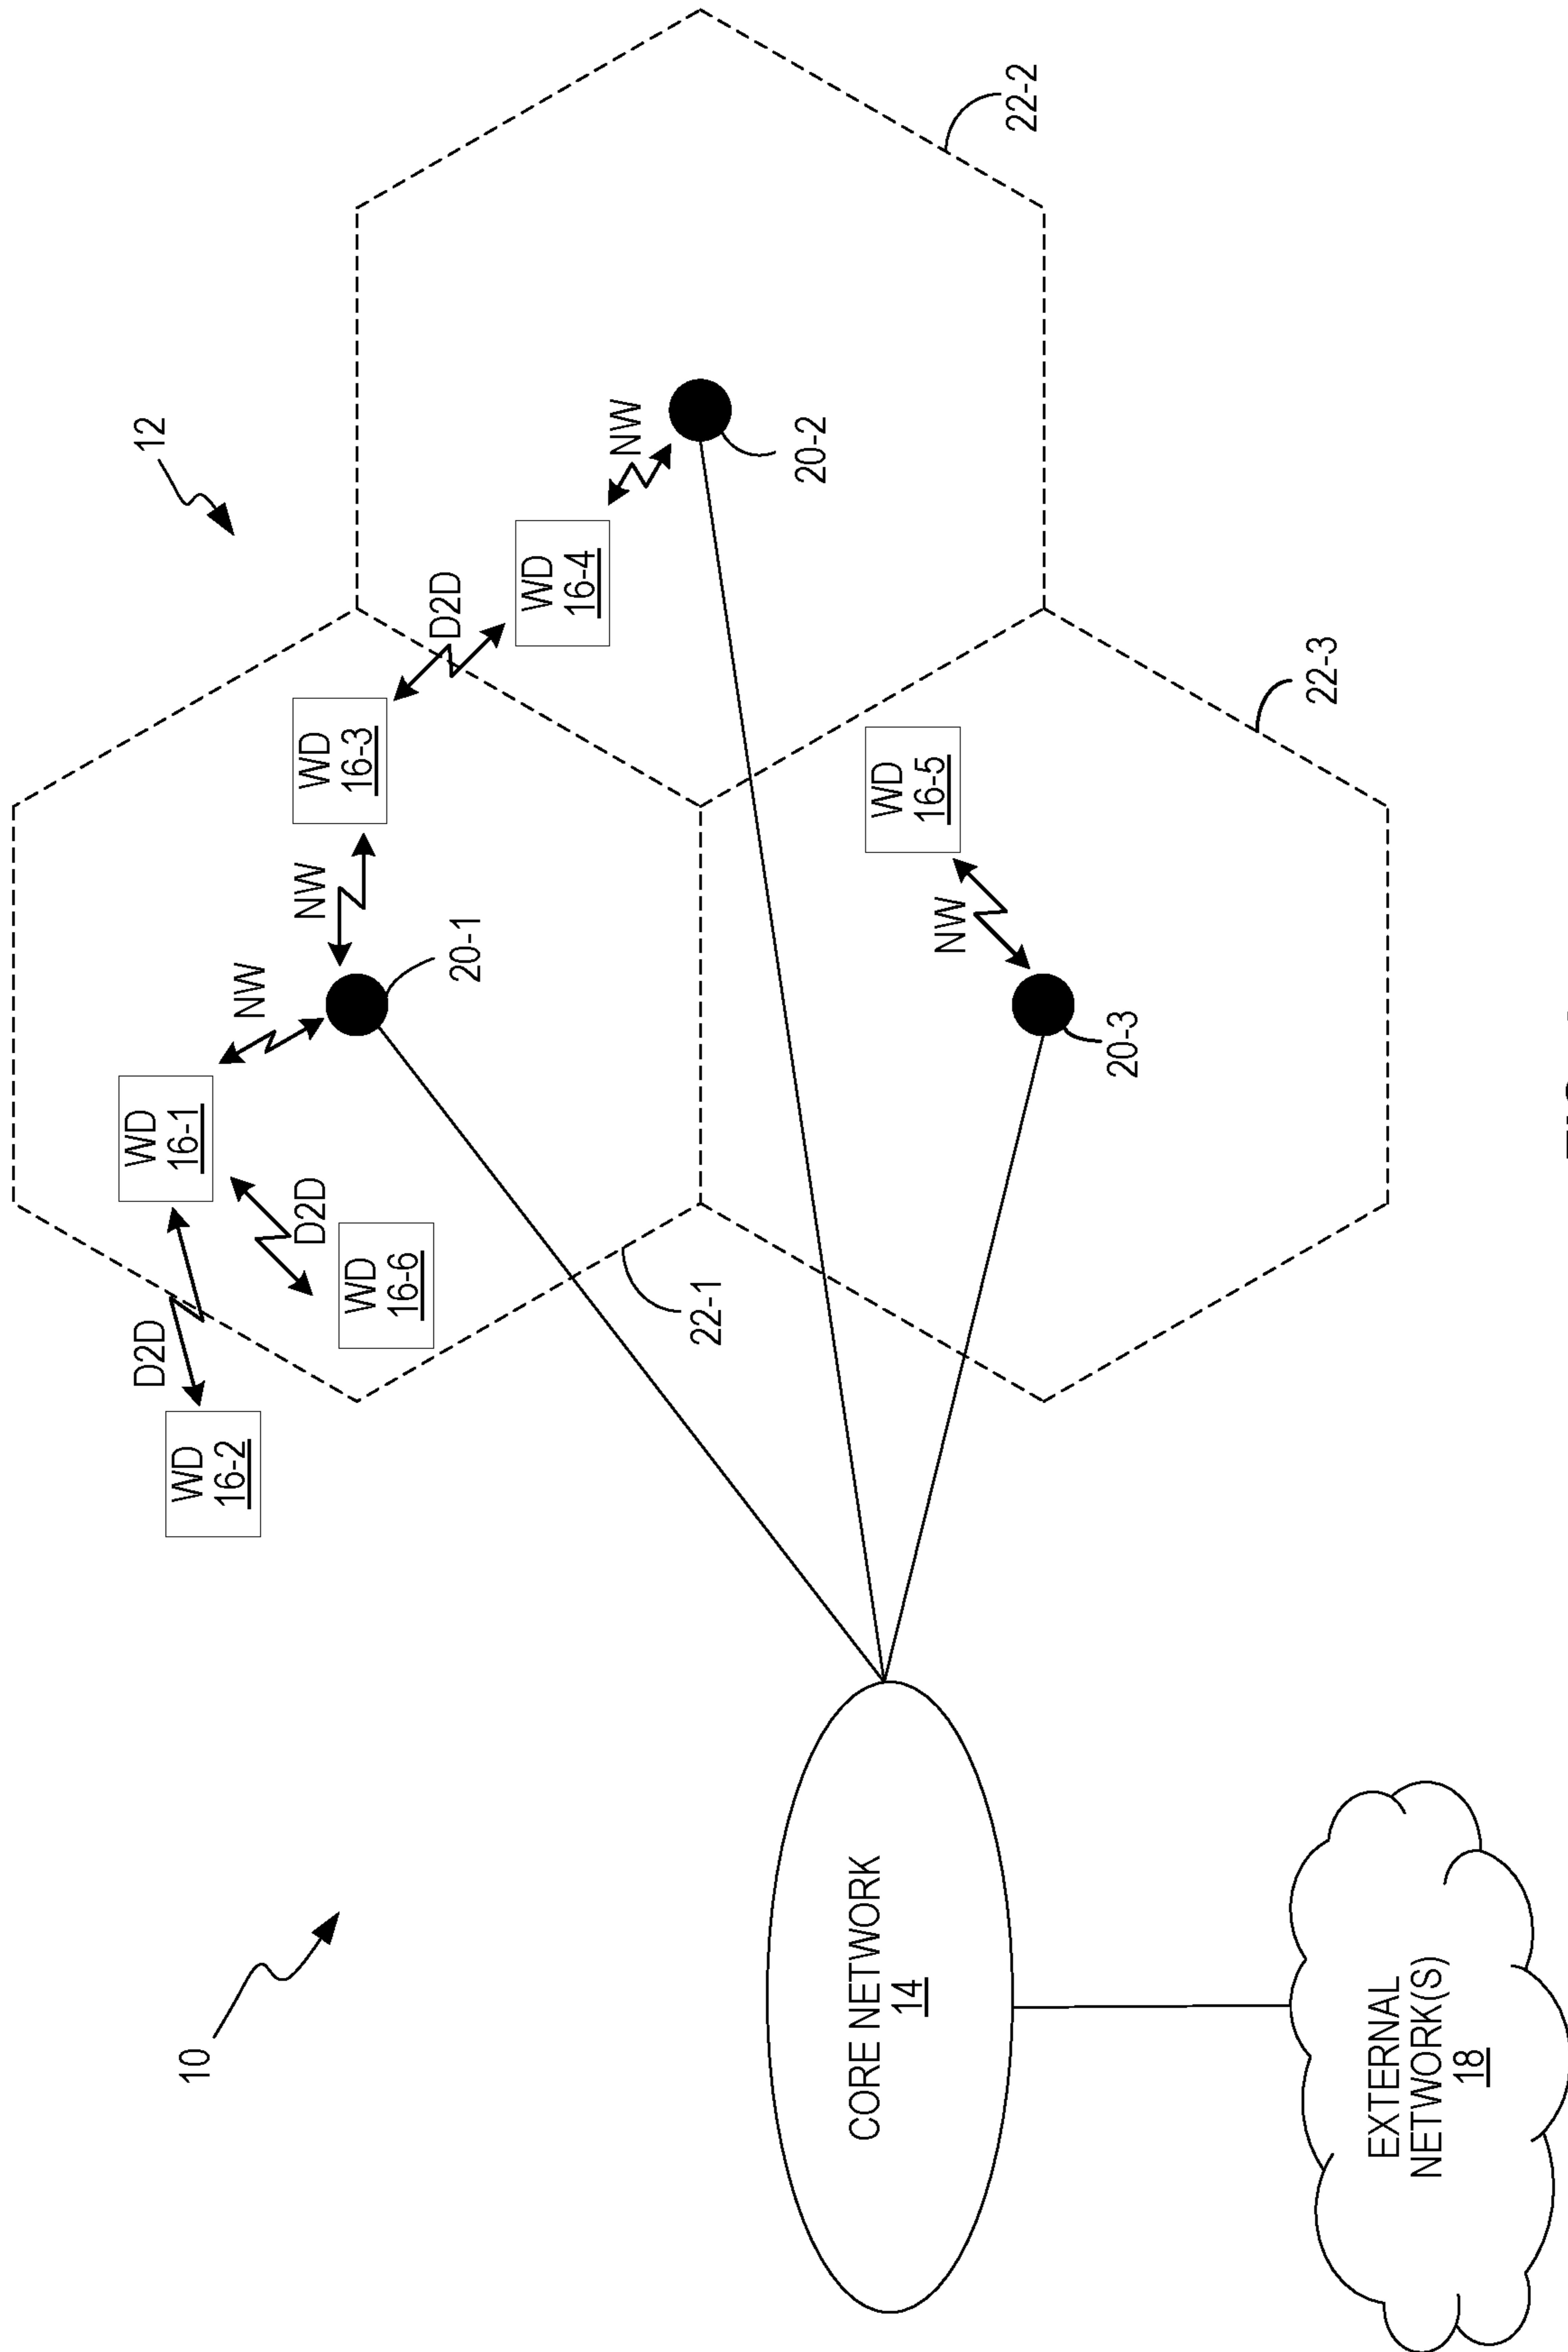 10
12
D2D
WD
16-1
WD
16-2
NW
D2D
NW
WD
16-3
WD
16-6
D2D
20-1
WD
16-4
NW
22-1
20-2
CORE NETWORK
14
WD
16-5
NW
22-2
20-3
22-3
EXTERNAL
NETWORK(S)
18